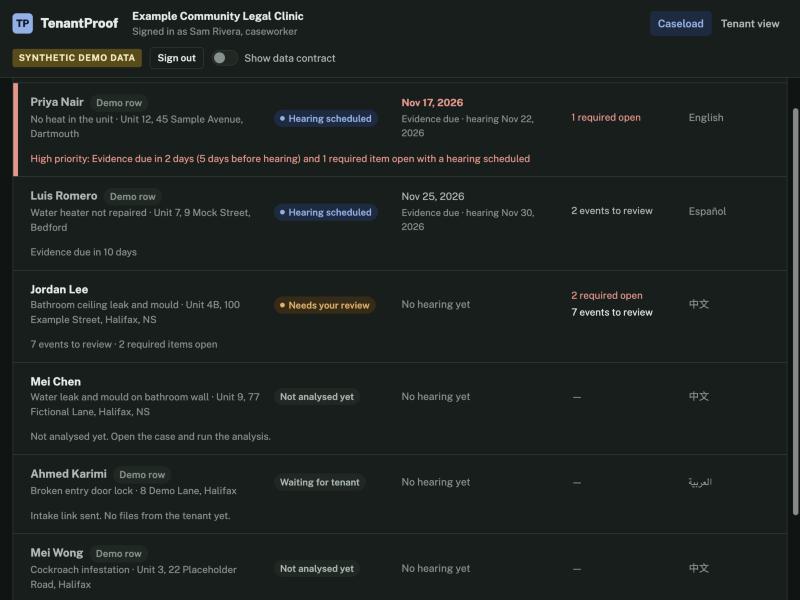 TP TenantProof
Example Community Legal Clinic
Signed in as Sam Rivera, caseworker
Caseload
Tenant view
SYNTHETIC DEMO DATA
Sign out
Show data contract
Priya Nair Demo row
No heat in the unit · Unit 12, 45 Sample Avenue,
Dartmouth
Hearing scheduled
Nov 17, 2026
Evidence due · hearing Nov 22,
2026
1 required open
English
High priority: Evidence due in 2 days (5 days before hearing) and 1 required item open with a hearing scheduled
Luis Romero Demo row
Water heater not repaired · Unit 7, 9 Mock Street,
Bedford
Hearing scheduled
Nov 25, 2026
Evidence due · hearing Nov 30,
2026
2 events to review
Español
Evidence due in 10 days
Jordan Lee
Bathroom ceiling leak and mould · Unit 4B, 100
Example Street, Halifax, NS
Needs your review
No hearing yet
2 required open
7 events to review
中文
7 events to review · 2 required items open
Mei Chen
Water leak and mould on bathroom wall · Unit 9, 77
Fictional Lane, Halifax, NS
Not analysed yet
No hearing yet
—
中文
Not analysed yet. Open the case and run the analysis.
Ahmed Karimi Demo row
Broken entry door lock · 8 Demo Lane, Halifax
Waiting for tenant
No hearing yet
—
العربية
Intake link sent. No files from the tenant yet.
Mei Wong Demo row
Cockroach infestation · Unit 3, 22 Placeholder
Road, Halifax
Not analysed yet
No hearing yet
—
中文